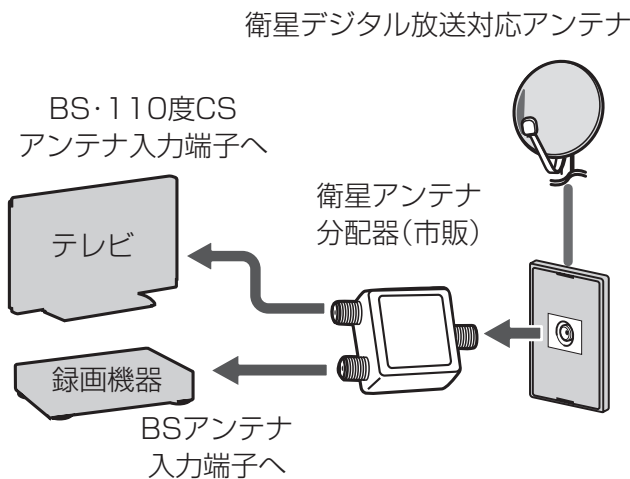 衛星デジタル放送対応アンテナ
BS・110度CS
アンテナ入力端子へ
衛星アンテナ
分配器（市販）
テレビ
録画機器
BSアンテナ
入力端子へ